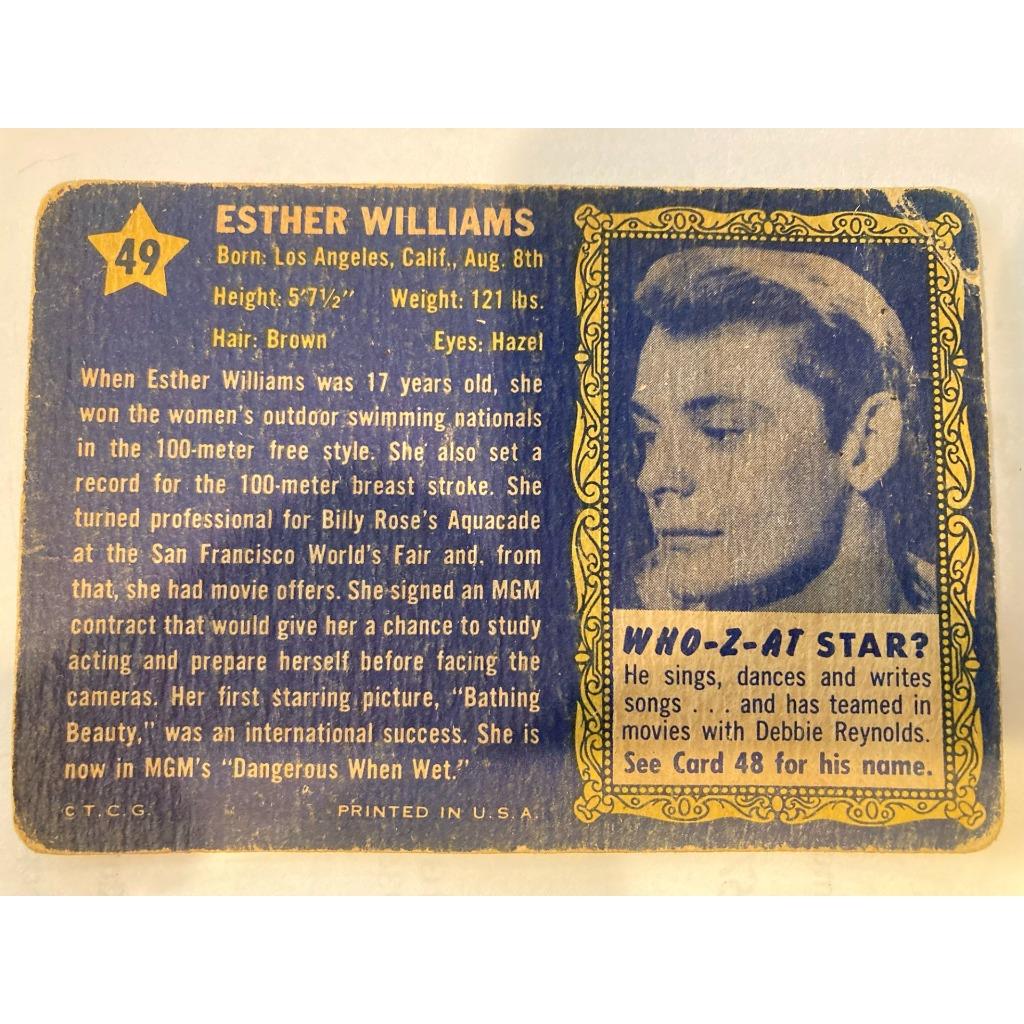 49
ESTHER WILLIAMS
Born: Los Angeles, Calif., Aug. 8th
Height: 5'7½" Weight: 121 lbs.
Hair: Brown Eyes: Hazel
When Esther Williams was 17 years old, she
won the women's outdoor swimming nationals
in the 100-meter free style. She also set a
record for the 100-meter breast stroke. She
turned professional for Billy Rose's Aquacade
at the San Francisco World's Fair and, from
that, she had movie offers. She signed an MGM
contract that would give her a chance to study
acting and prepare herself before facing the
cameras. Her first starring picture, "Bathing
Beauty," was an international success. She is
now in MGM's "Dangerous When Wet."
C T. C. G. PRINTED IN U. S. A.
WHO-Z-AT STAR?
He sings, dances and writes
songs . . . and has teamed in
movies with Debbie Reynolds.
See Card 48 for his name.